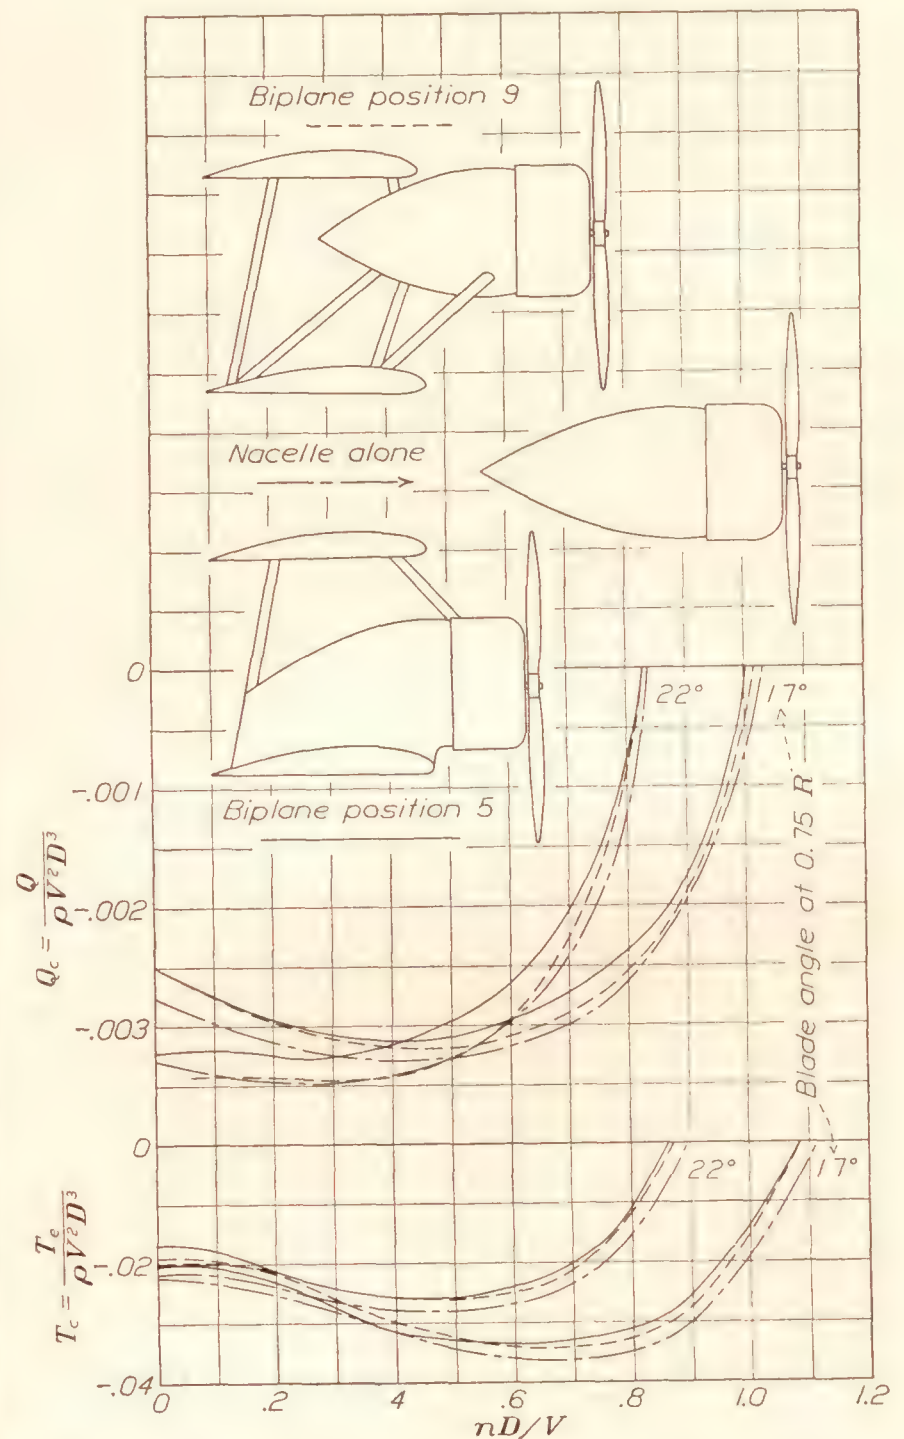 Biplane position 9
Nacelle alone
Biplane position 5
0
-.001
-.002
-.003
Q_c = Q / ρV²D³
22°
17°
Blade angle at 0.75 R
0
-.02
-.04
T_c = T_e / ρV²D³
22°
17°
0 .2 .4 .6 .8 1.0 1.2
nD/V